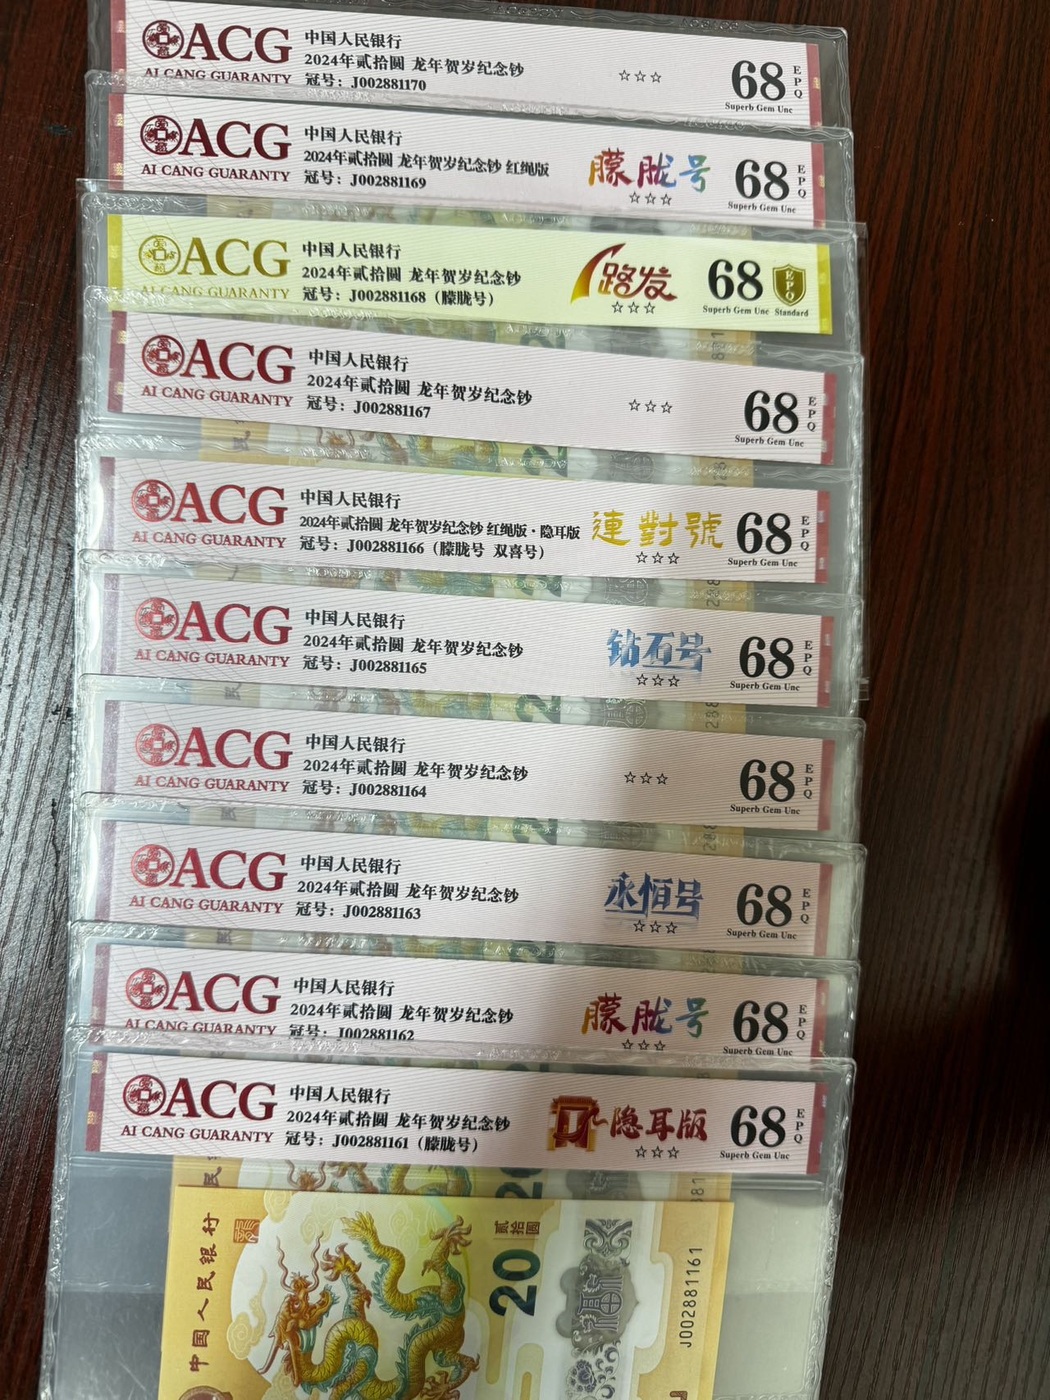 ACG
AI CANG GUARANTY
中国人民银行
2024年贰拾圆 龙年贺岁纪念钞
冠号：J002881170
☆☆☆
68
EPQ
Superb Gem Unc
ACG
AI CANG GUARANTY
中国人民银行
2024年贰拾圆 龙年贺岁纪念钞 红绳版
冠号：J002881169
朦胧号
☆☆☆
68
EPQ
Superb Gem Unc
ACG
AI CANG GUARANTY
中国人民银行
2024年贰拾圆 龙年贺岁纪念钞
冠号：J002881168（朦胧号）
1路发
☆☆☆
68
EPQ
Superb Gem Unc Standard
ACG
AI CANG GUARANTY
中国人民银行
2024年贰拾圆 龙年贺岁纪念钞
冠号：J002881167
☆☆☆
68
EPQ
Superb Gem Unc
ACG
AI CANG GUARANTY
中国人民银行
2024年贰拾圆 龙年贺岁纪念钞 红绳版·隐耳版
冠号：J002881166（朦胧号 双喜号）
連對號
☆☆☆
68
EPQ
Superb Gem Unc
ACG
AI CANG GUARANTY
中国人民银行
2024年贰拾圆 龙年贺岁纪念钞
冠号：J002881165
钻石号
☆☆☆
68
EPQ
Superb Gem Unc
ACG
AI CANG GUARANTY
中国人民银行
2024年贰拾圆 龙年贺岁纪念钞
冠号：J002881164
☆☆☆
68
EPQ
Superb Gem Unc
ACG
AI CANG GUARANTY
中国人民银行
2024年贰拾圆 龙年贺岁纪念钞
冠号：J002881163
永恒号
☆☆☆
68
EPQ
Superb Gem Unc
ACG
AI CANG GUARANTY
中国人民银行
2024年贰拾圆 龙年贺岁纪念钞
冠号：J002881162
朦胧号
☆☆☆
68
EPQ
Superb Gem Unc
ACG
AI CANG GUARANTY
中国人民银行
2024年贰拾圆 龙年贺岁纪念钞
冠号：J002881161（朦胧号）
隐耳版
☆☆☆
68
EPQ
Superb Gem Unc
中国人民银行
贰拾圆
20
J002881161